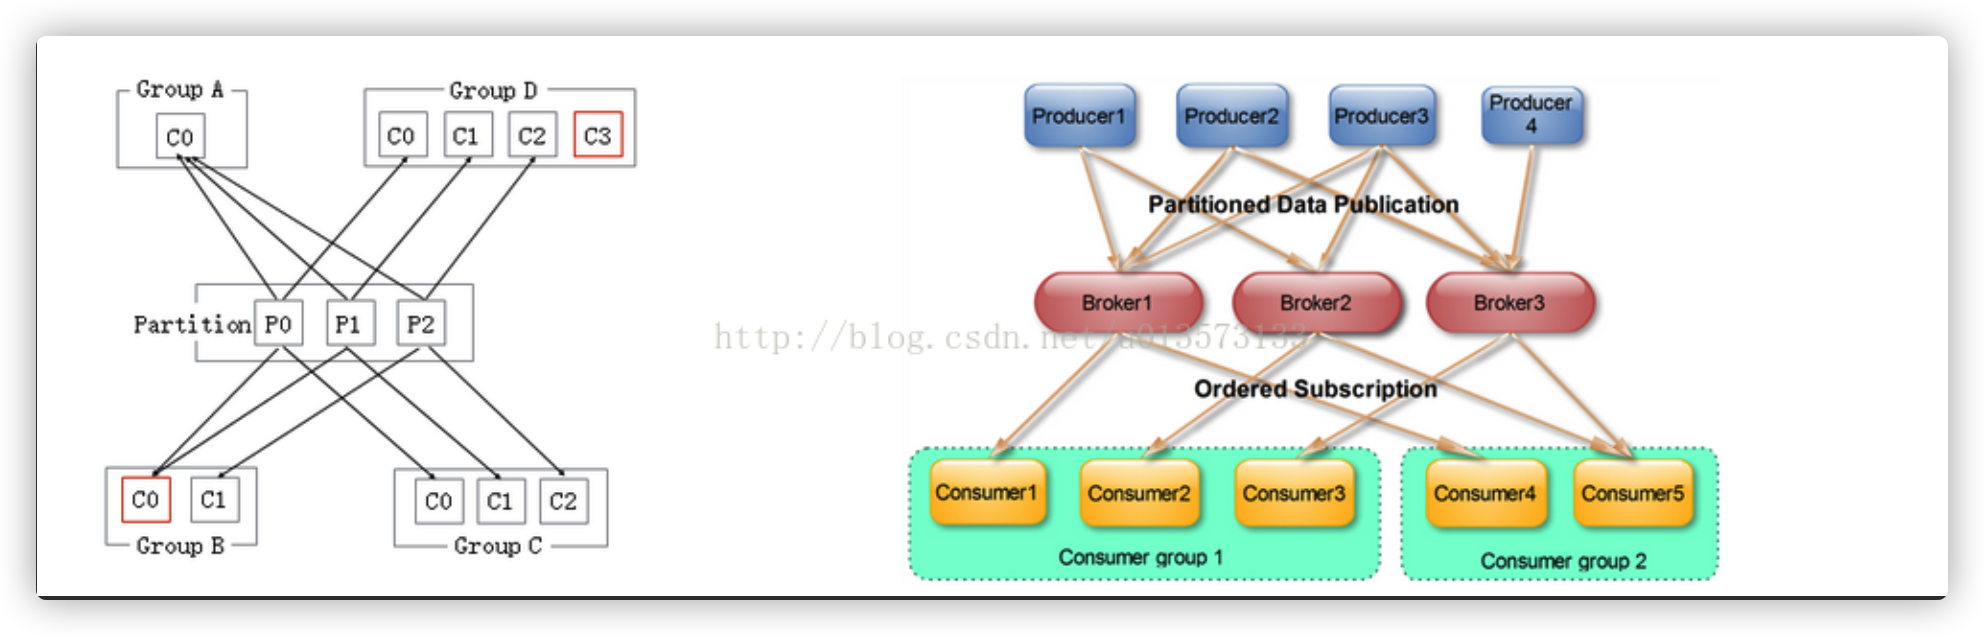 Group A
C0
Group D
C0 C1 C2 C3
Partition P0 P1 P2
C0 C1
Group B
C0 C1 C2
Group C
http://blog.csdn.net/u013573133
Producer1 Producer2 Producer3 Producer
4
Partitioned Data Publication
Broker1 Broker2 Broker3
Ordered Subscription
Consumer1 Consumer2 Consumer3
Consumer group 1
Consumer4 Consumer5
Consumer group 2